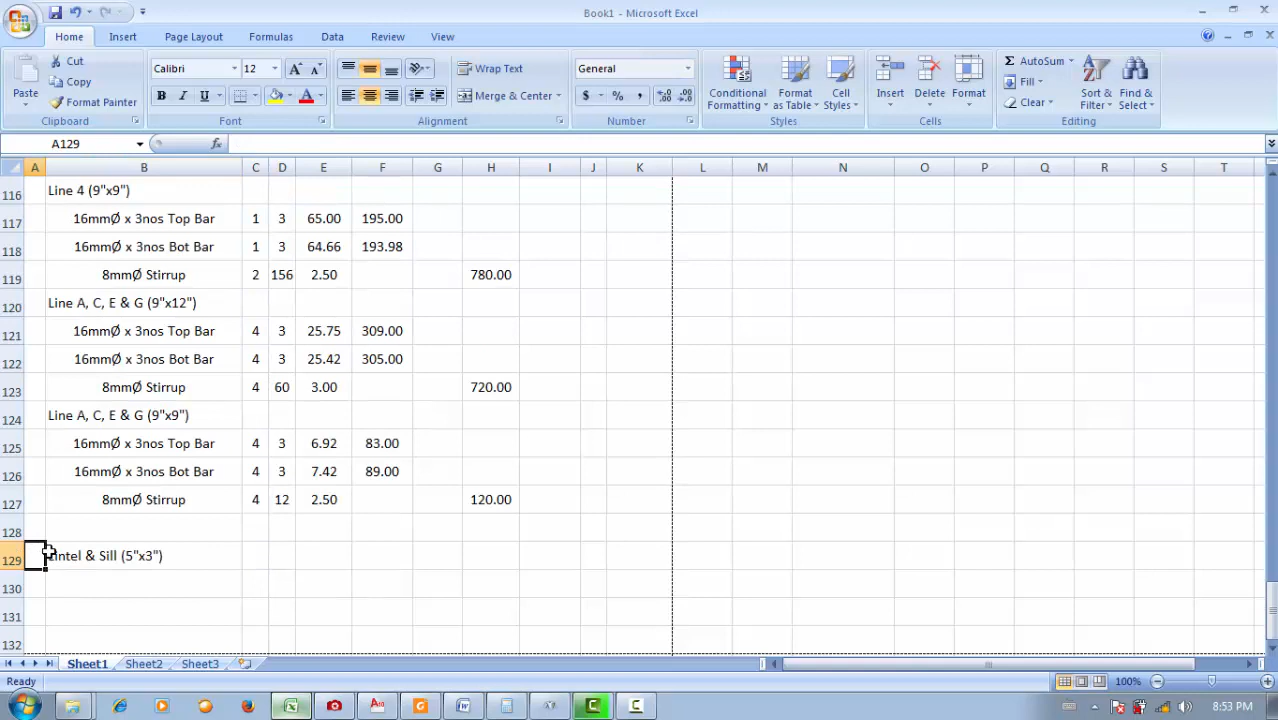 Book1 - Microsoft Excel
Home Insert Page Layout Formulas Data Review View
Paste
Cut
Copy
Format Painter
Clipboard
Calibri 12
B I U
Font
Wrap Text
Merge & Center
Alignment
General
$ % ,
Number
Conditional Formatting
Format as Table
Cell Styles
Styles
Insert Delete Format
Cells
AutoSum
Fill
Clear
Sort & Filter
Find & Select
Editing
A129 fx
A B C D E F G H I J K L M N O P Q R S T
116 Line 4 (9"x9")
117 16mmØ x 3nos Top Bar 1 3 65.00 195.00
118 16mmØ x 3nos Bot Bar 1 3 64.66 193.98
119 8mmØ Stirrup 2 156 2.50 780.00
120 Line A, C, E & G (9"x12")
121 16mmØ x 3nos Top Bar 4 3 25.75 309.00
122 16mmØ x 3nos Bot Bar 4 3 25.42 305.00
123 8mmØ Stirrup 4 60 3.00 720.00
124 Line A, C, E & G (9"x9")
125 16mmØ x 3nos Top Bar 4 3 6.92 83.00
126 16mmØ x 3nos Bot Bar 4 3 7.42 89.00
127 8mmØ Stirrup 4 12 2.50 120.00
128
129 Lintel & Sill (5"x3")
130
131
132
Sheet1 Sheet2 Sheet3
Ready 100%
8:53 PM